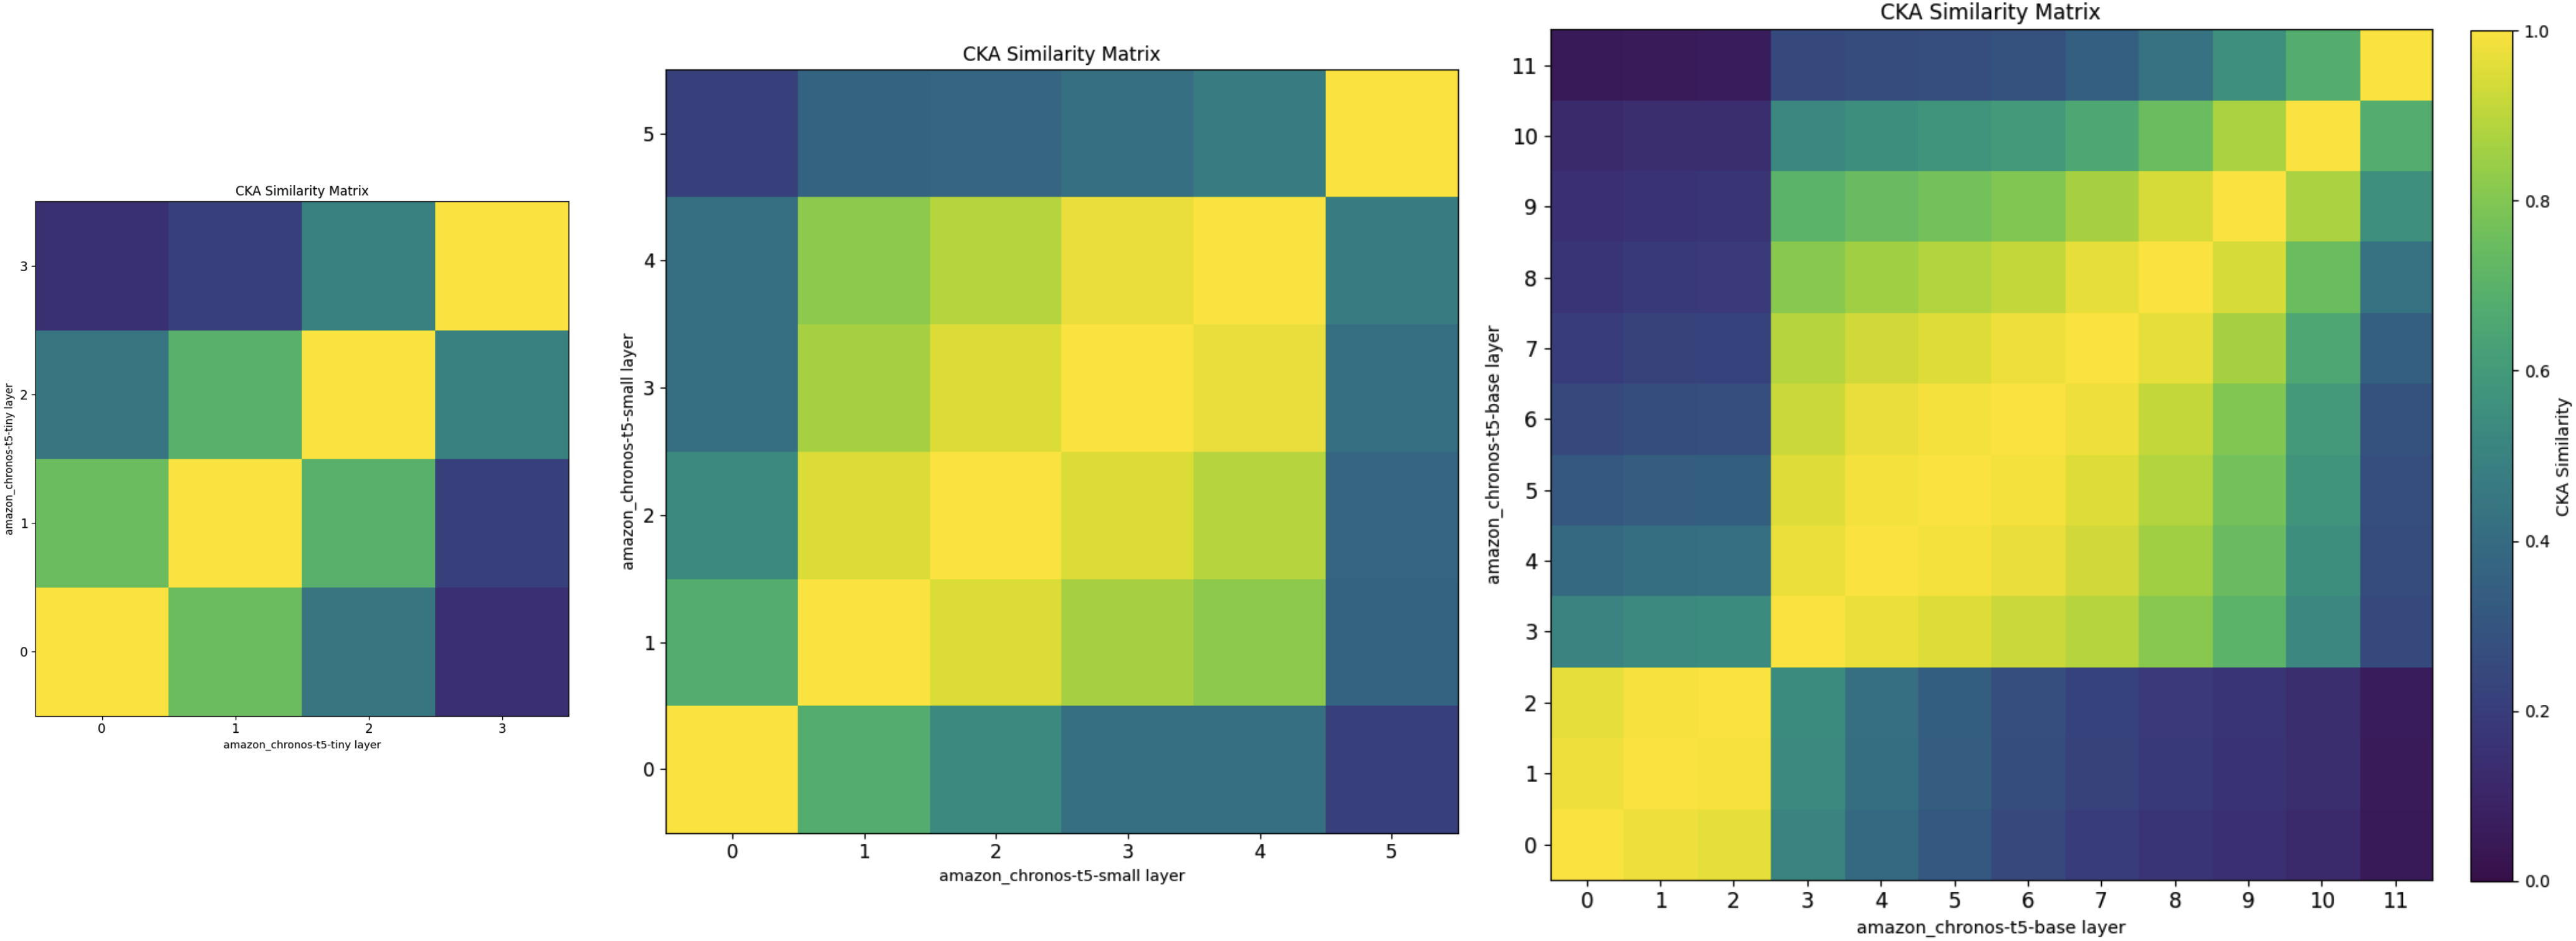 CKA Similarity Matrix
amazon_chronos-t5-tiny layer
3
2
1
0
0 1 2 3
amazon_chronos-t5-tiny layer
CKA Similarity Matrix
amazon_chronos-t5-small layer
5
4
3
2
1
0
0 1 2 3 4 5
amazon_chronos-t5-small layer
CKA Similarity Matrix
amazon_chronos-t5-base layer
11
10
9
8
7
6
5
4
3
2
1
0
0 1 2 3 4 5 6 7 8 9 10 11
amazon_chronos-t5-base layer
1.0
0.8
0.6
0.4
0.2
0.0
CKA Similarity